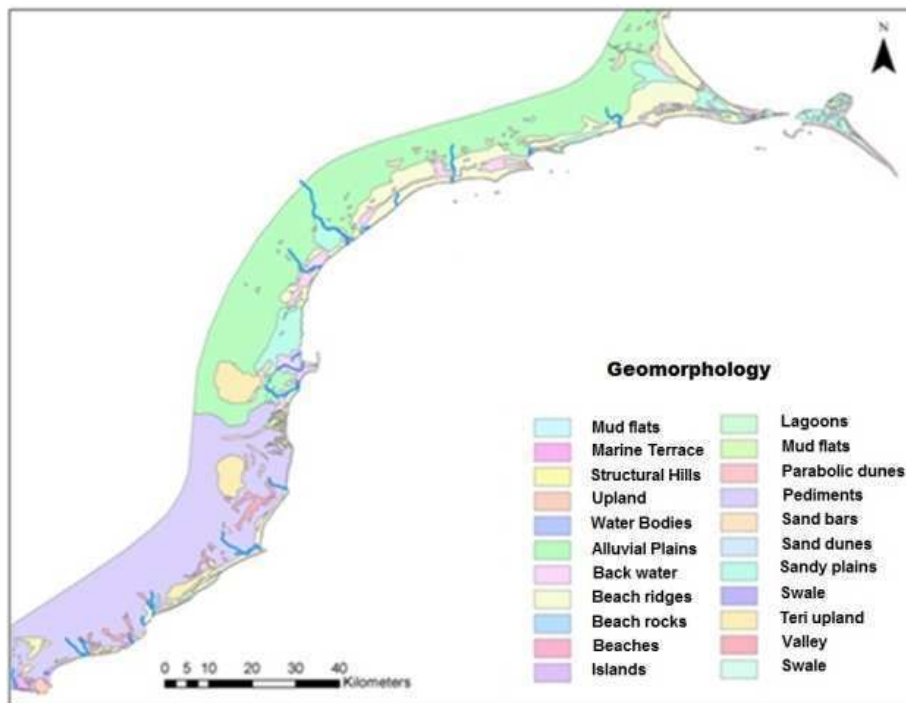 N
Geomorphology
Mud flats
Marine Terrace
Structural Hills
Upland
Water Bodies
Alluvial Plains
Back water
Beach ridges
Beach rocks
Beaches
Islands
Lagoons
Mud flats
Parabolic dunes
Pediments
Sand bars
Sand dunes
Sandy plains
Swale
Teri upland
Valley
Swale
0 5 10 20 30 40
Kilometers